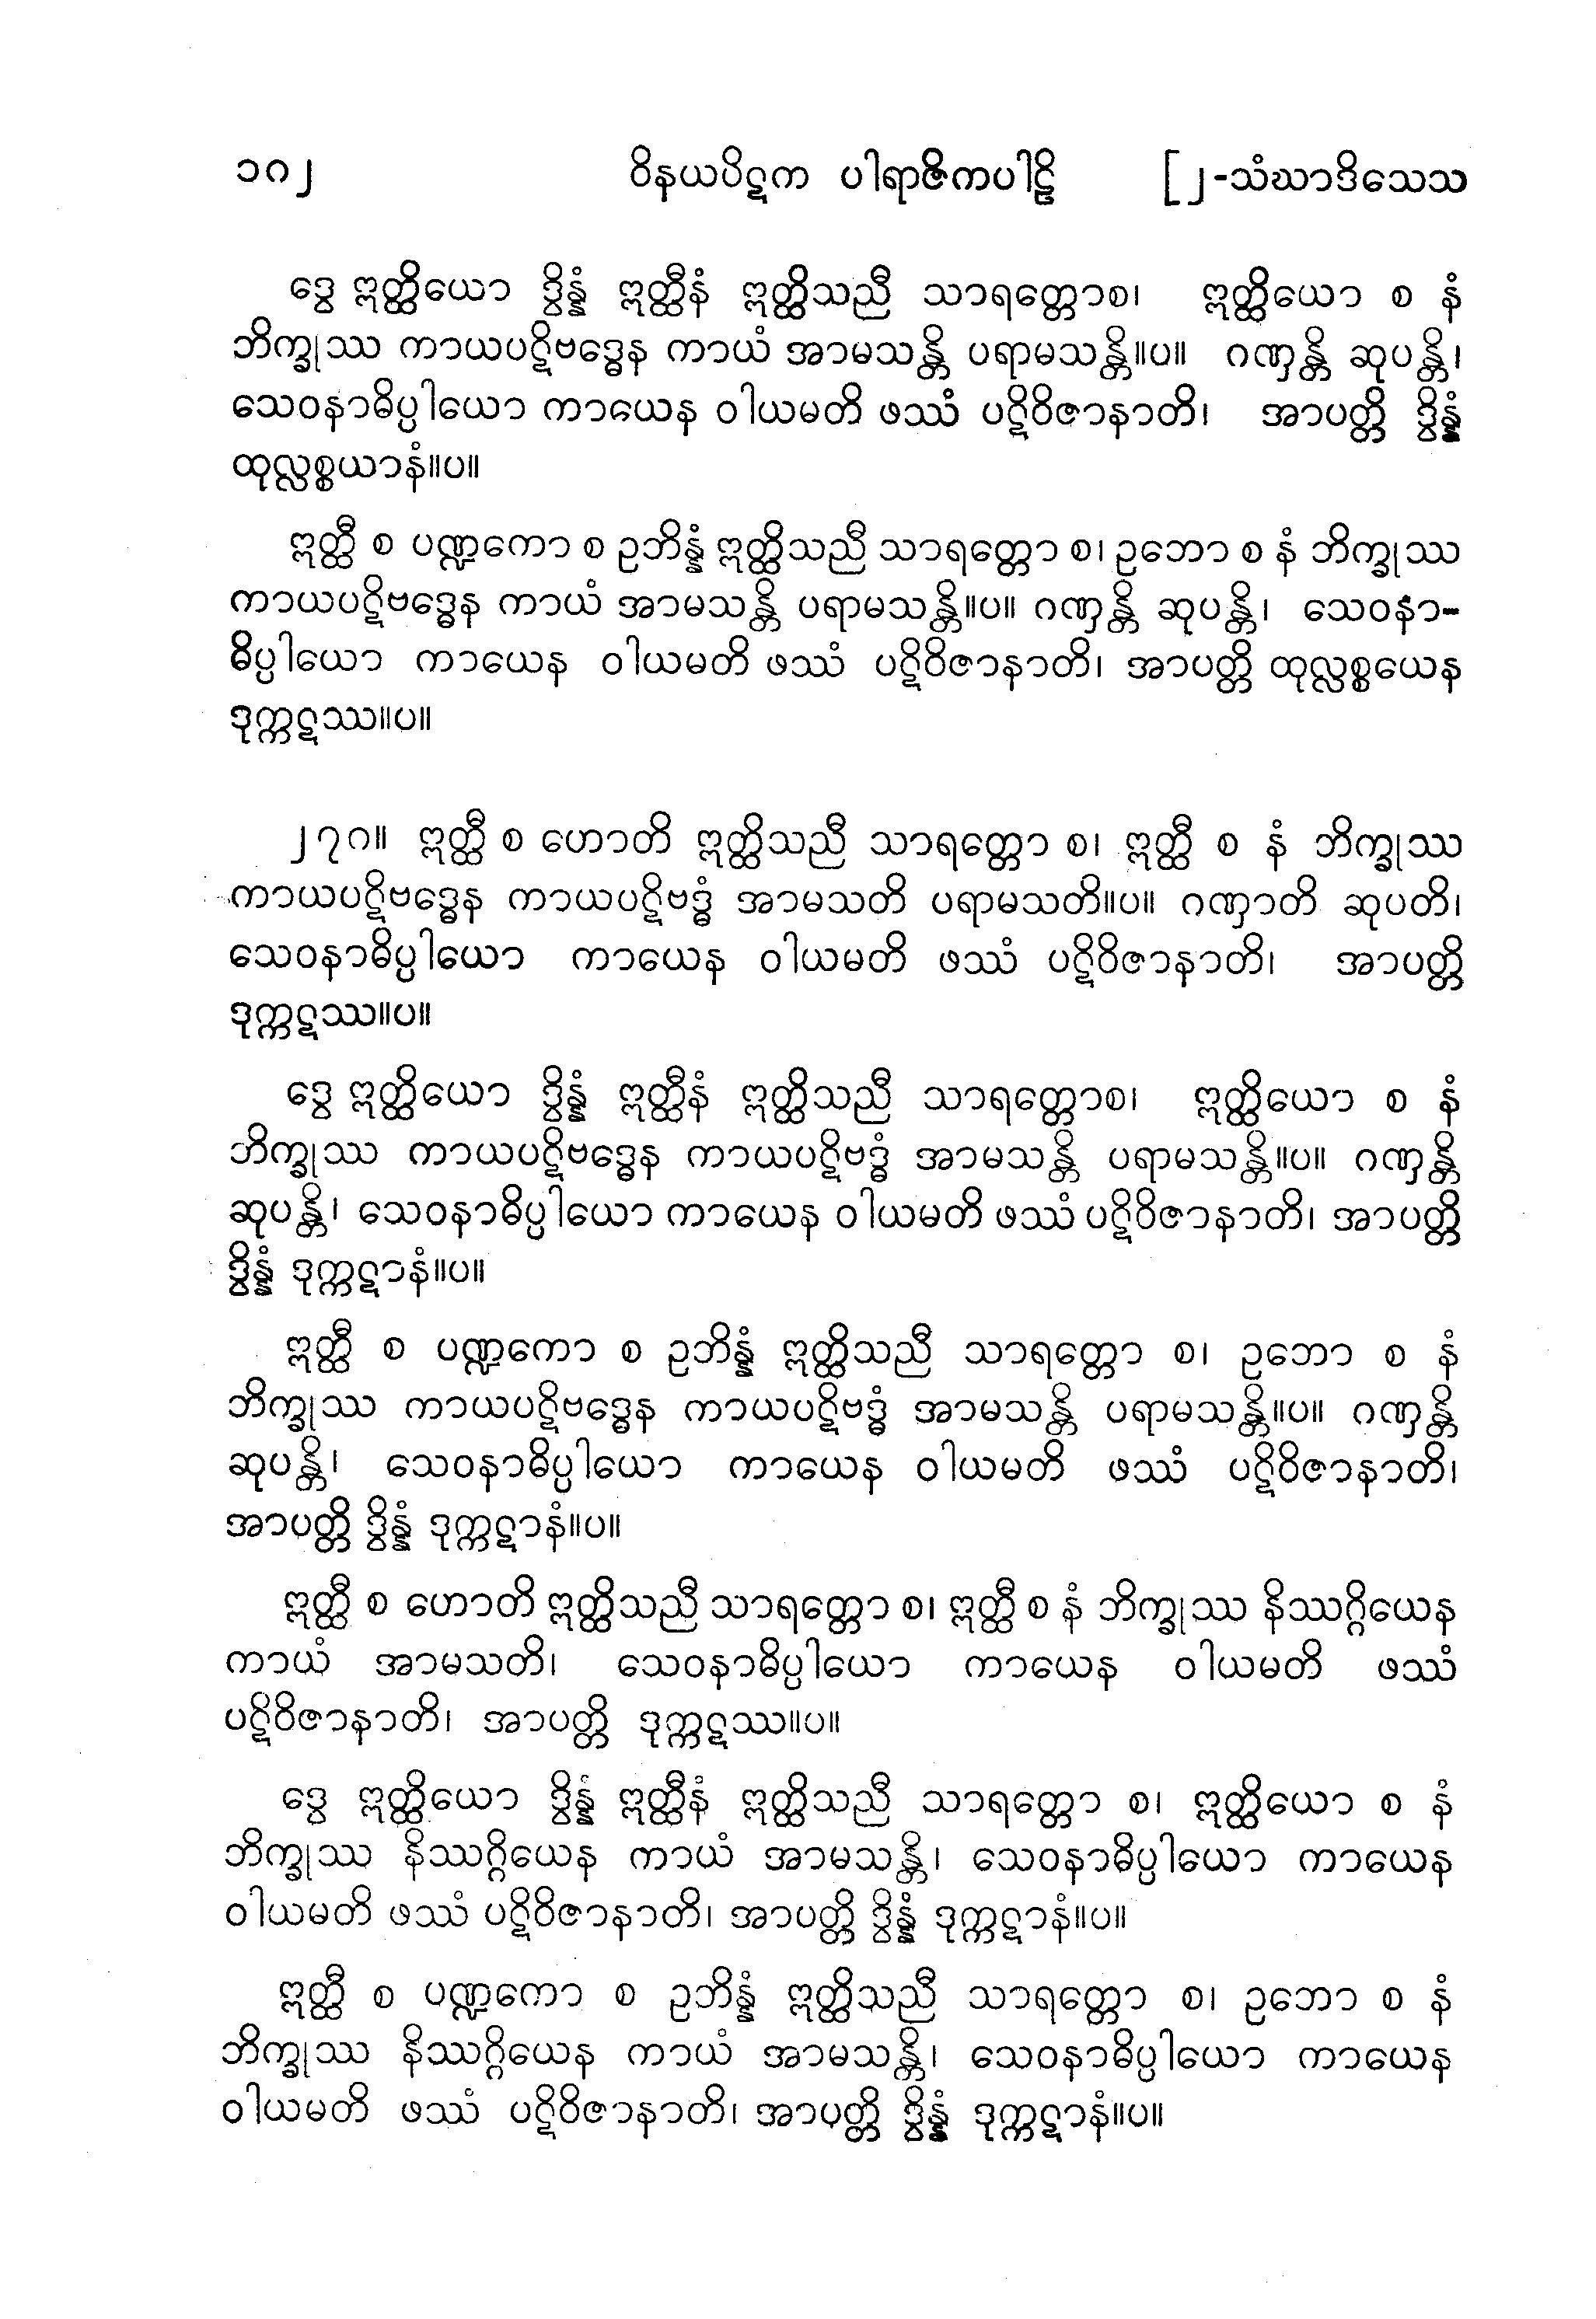 ၁၈၂ ဝိနယပိဋက ပါရာဇိကပါဠိ [၂-သံဃာဒိသေသ
ဒွေ ဣတ္ထိယော ဒွိန္နံ ဣတ္ထီနံ ဣတ္ထိသညီ သာရတ္တောစ၊ ဣတ္ထိယော စ နံ
ဘိက္ခုဿ ကာယပဋိဗဒ္ဓေန ကာယံ အာမသန္တိ ပရာမသန္တိ။ပ။ ဂဏှန္တိ ဆုပန္တိ၊
သေဝနာဓိပ္ပါယော ကာယေန ဝါယမတိ ဖဿံ ပဋိဝိဇာနာတိ၊ အာပတ္တိ ဒွိန္နံ
ထုလ္လစ္စယာနံ။ပ။
ဣတ္ထီ စ ပဏ္ဍကော စ ဥဘိန္နံ ဣတ္ထိသညီ သာရတ္တော စ၊ ဥဘော စ နံ ဘိက္ခုဿ
ကာယပဋိဗဒ္ဓေန ကာယံ အာမသန္တိ ပရာမသန္တိ။ပ။ ဂဏှန္တိ ဆုပန္တိ၊ သေဝနာ-
ဓိပ္ပါယော ကာယေန ဝါယမတိ ဖဿံ ပဋိဝိဇာနာတိ၊ အာပတ္တိ ထုလ္လစ္စယေန
ဒုက္ကဋဿ။ပ။
၂၇၈။ ဣတ္ထီ စ ဟောတိ ဣတ္ထိသညီ သာရတ္တော စ၊ ဣတ္ထီ စ နံ ဘိက္ခုဿ
ကာယပဋိဗဒ္ဓေန ကာယပဋိဗဒ္ဓံ အာမသတိ ပရာမသတိ။ပ။ ဂဏှာတိ ဆုပတိ၊
သေဝနာဓိပ္ပါယော ကာယေန ဝါယမတိ ဖဿံ ပဋိဝိဇာနာတိ၊ အာပတ္တိ
ဒုက္ကဋဿ။ပ။
ဒွေ ဣတ္ထိယော ဒွိန္နံ ဣတ္ထီနံ ဣတ္ထိသညီ သာရတ္တောစ၊ ဣတ္ထိယော စ နံ
ဘိက္ခုဿ ကာယပဋိဗဒ္ဓေန ကာယပဋိဗဒ္ဓံ အာမသန္တိ ပရာမသန္တိ။ပ။ ဂဏှန္တိ
ဆုပန္တိ၊ သေဝနာဓိပ္ပါယော ကာယေန ဝါယမတိ ဖဿံ ပဋိဝိဇာနာတိ၊ အာပတ္တိ
ဒွိန္နံ ဒုက္ကဋာနံ။ပ။
ဣတ္ထီ စ ပဏ္ဍကော စ ဥဘိန္နံ ဣတ္ထိသညီ သာရတ္တော စ၊ ဥဘော စ နံ
ဘိက္ခုဿ ကာယပဋိဗဒ္ဓေန ကာယပဋိဗဒ္ဓံ အာမသန္တိ ပရာမသန္တိ။ပ။ ဂဏှန္တိ
ဆုပန္တိ၊ သေဝနာဓိပ္ပါယော ကာယေန ဝါယမတိ ဖဿံ ပဋိဝိဇာနာတိ၊
အာပတ္တိ ဒွိန္နံ ဒုက္ကဋာနံ။ပ။
ဣတ္ထီ စ ဟောတိ ဣတ္ထိသညီ သာရတ္တော စ၊ ဣတ္ထီ စ နံ ဘိက္ခုဿ နိဿဂ္ဂိယေန
ကာယံ အာမသတိ၊ သေဝနာဓိပ္ပါယော ကာယေန ဝါယမတိ ဖဿံ
ပဋိဝိဇာနာတိ၊ အာပတ္တိ ဒုက္ကဋဿ။ပ။
ဒွေ ဣတ္ထိယော ဒွိန္နံ ဣတ္ထီနံ ဣတ္ထိသညီ သာရတ္တော စ၊ ဣတ္ထိယော စ နံ
ဘိက္ခုဿ နိဿဂ္ဂိယေန ကာယံ အာမသန္တိ၊ သေဝနာဓိပ္ပါယော ကာယေန
ဝါယမတိ ဖဿံ ပဋိဝိဇာနာတိ၊ အာပတ္တိ ဒွိန္နံ ဒုက္ကဋာနံ။ပ။
ဣတ္ထီ စ ပဏ္ဍကော စ ဥဘိန္နံ ဣတ္ထိသညီ သာရတ္တော စ၊ ဥဘော စ နံ
ဘိက္ခုဿ နိဿဂ္ဂိယေန ကာယံ အာမသန္တိ၊ သေဝနာဓိပ္ပါယော ကာယေန
ဝါယမတိ ဖဿံ ပဋိဝိဇာနာတိ၊ အာပတ္တိ ဒွိန္နံ ဒုက္ကဋာနံ။ပ။